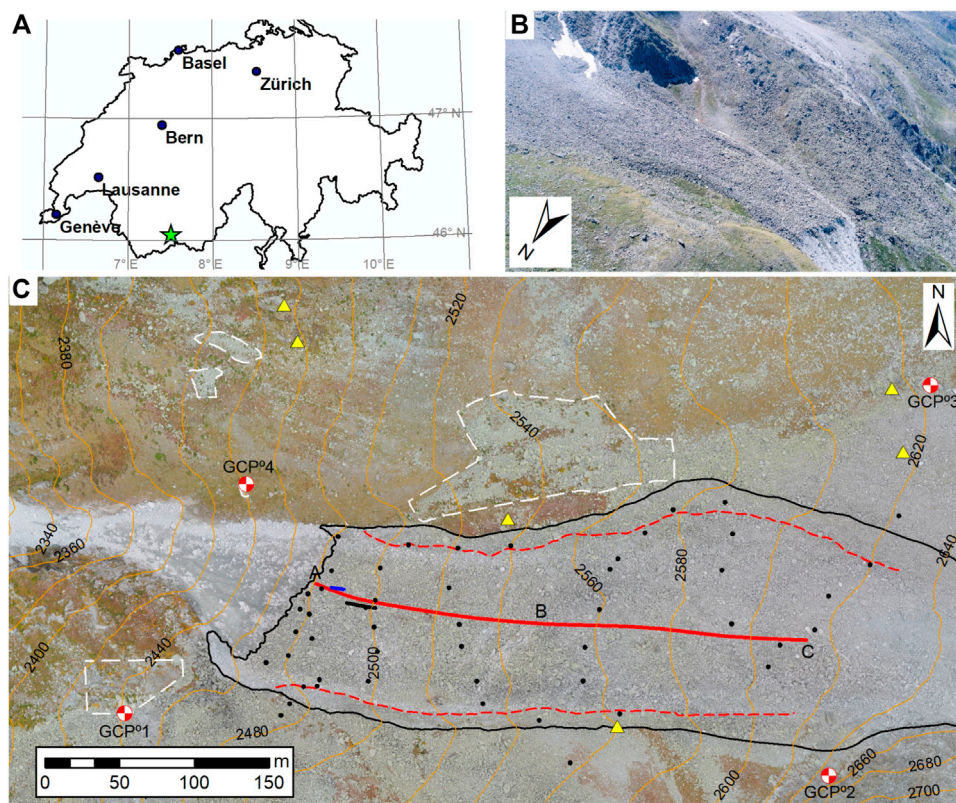 A
Basel
Zürich
47° N
Bern
Lausanne
Genève
46° N
7°E
8°E
9°E
10°E
B
N
C
2380
2520
N
2540
GCPº3
2620
GCPº4
2340
2360
2560
2580
2640
A
B
2400
2440
2500
C
GCPº1
2480
2600
2660
2680
GCPº2
2700
m
0
50
100
150